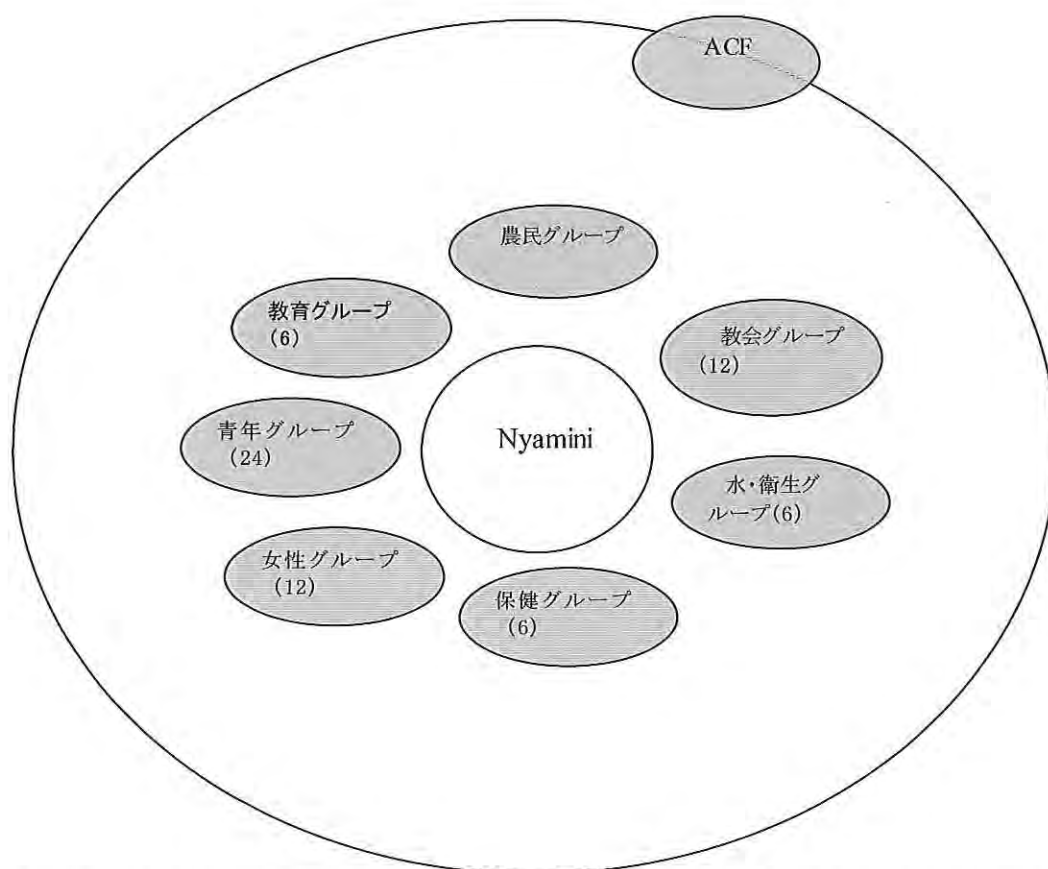 ACF
農民グループ
教育グループ
(6)
教会グループ
(12)
Nyamini
青年グループ
(24)
水・衛生グ
ループ(6)
女性グループ
(12)
保健グループ
(6)